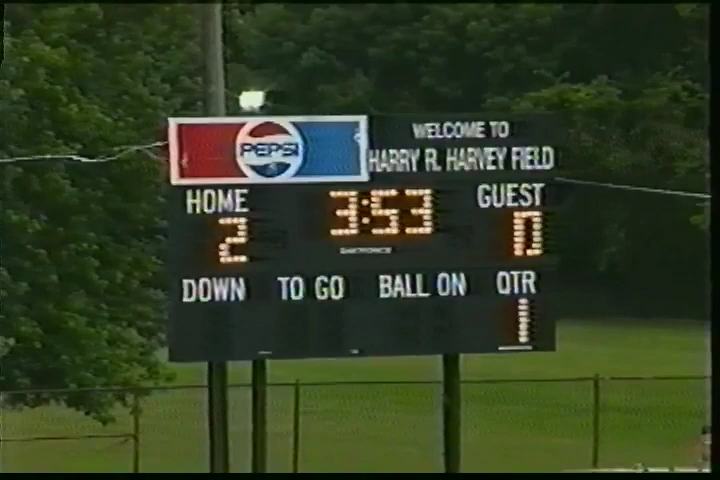 PEPSI
WELCOME TO
HARRY R. HARVEY FIELD
HOME 3:53 GUEST
2 0
DAKTRONICS
DOWN TO GO BALL ON QTR
1